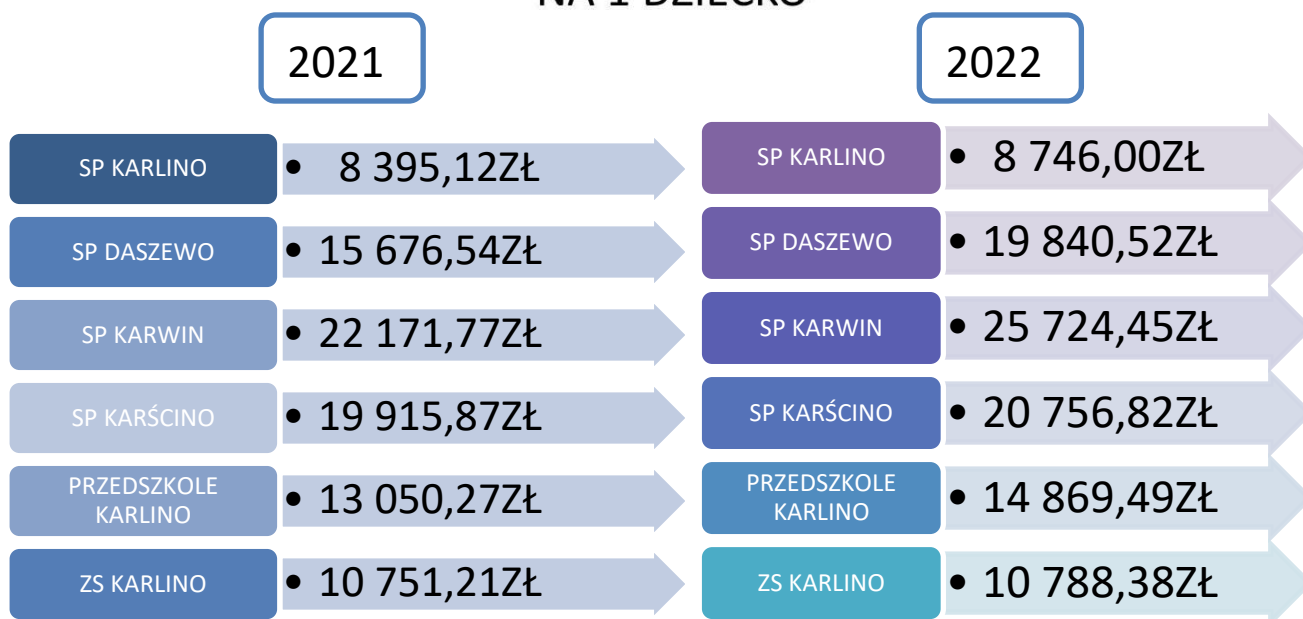 NA 1 DZIECKO
2021
SP KARLINO
• 8 395,12ZŁ
SP DASZEWO
• 15 676,54ZŁ
SP KARWIN
• 22 171,77ZŁ
SP KARŚCINO
• 19 915,87ZŁ
PRZEDSZKOLE
KARLINO
• 13 050,27ZŁ
ZS KARLINO
• 10 751,21ZŁ
2022
SP KARLINO
• 8 746,00ZŁ
SP DASZEWO
• 19 840,52ZŁ
SP KARWIN
• 25 724,45ZŁ
SP KARŚCINO
• 20 756,82ZŁ
PRZEDSZKOLE
KARLINO
• 14 869,49ZŁ
ZS KARLINO
• 10 788,38ZŁ